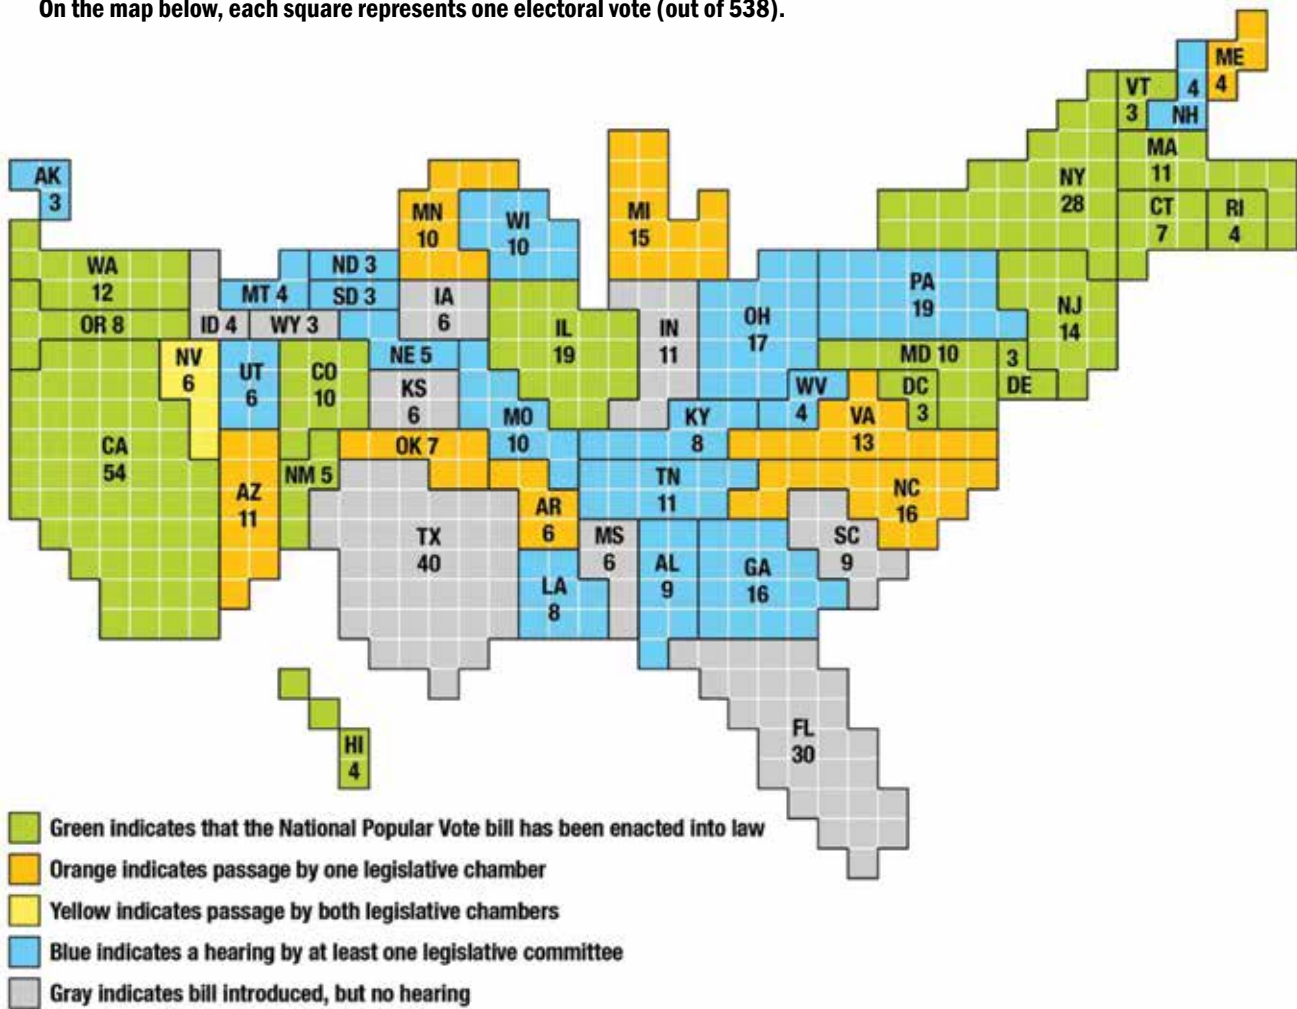 On the map below, each square represents one electoral vote (out of 538).
ME
4
VT
3
4
NH
MA
11
NY
28
CT
7
RI
4
AK
3
MN
10
WI
10
MI
15
WA
12
ND 3
MT 4
SD 3
IA
6
PA
19
OR 8
ID 4
WY 3
IL
19
IN
11
OH
17
NJ
14
NV
6
UT
6
CO
10
NE 5
KS
6
MD 10
3
DE
DC
3
WV
4
VA
13
MO
10
KY
8
CA
54
OK 7
NM 5
AZ
11
TN
11
NC
16
AR
6
TX
40
MS
6
SC
9
AL
9
GA
16
LA
8
FL
30
HI
4
Green indicates that the National Popular Vote bill has been enacted into law
Orange indicates passage by one legislative chamber
Yellow indicates passage by both legislative chambers
Blue indicates a hearing by at least one legislative committee
Gray indicates bill introduced, but no hearing